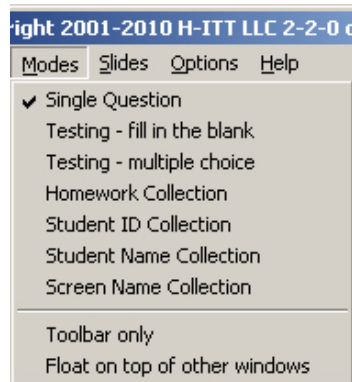 right 2001-2010 H-ITT LLC 2-2-0
Modes Slides Options Help
✓ Single Question
Testing - fill in the blank
Testing - multiple choice
Homework Collection
Student ID Collection
Student Name Collection
Screen Name Collection
Toolbar only
Float on top of other windows